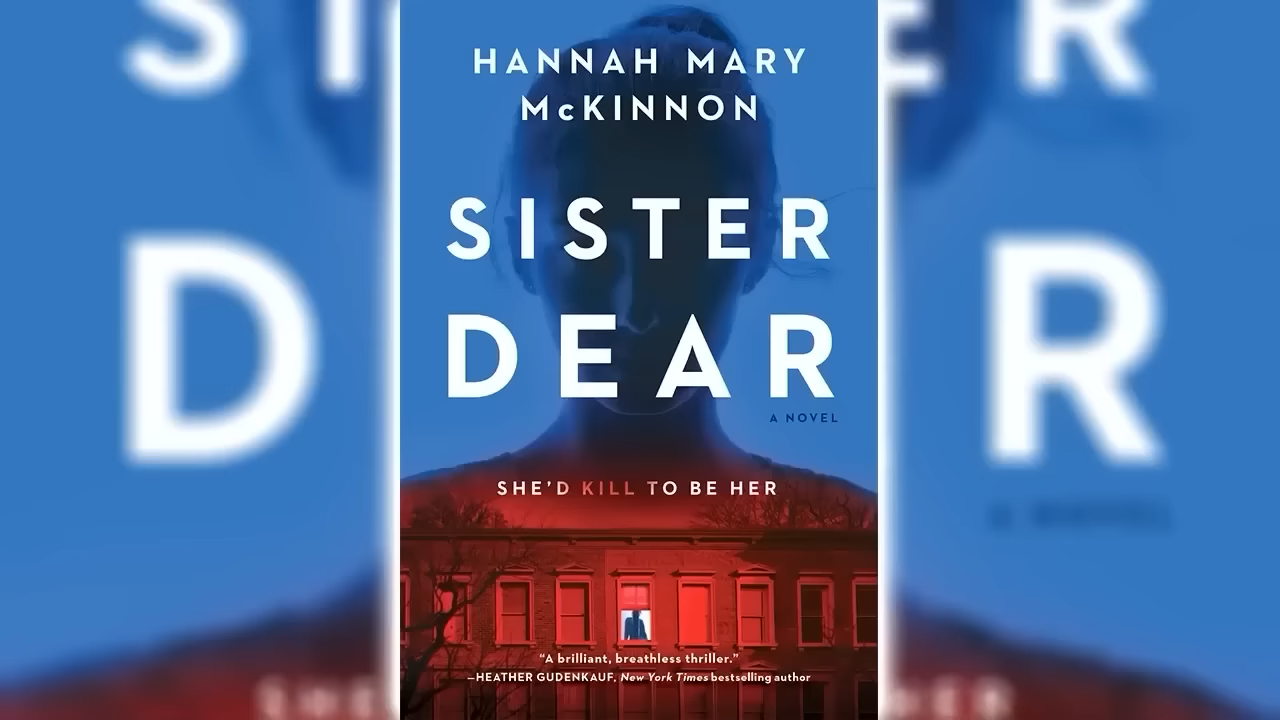 HANNAH MARY
McKINNON
SISTER
DEAR
A NOVEL
SHE'D KILL TO BE HER
“A brilliant, breathless thriller.”
—HEATHER GUDENKAUF, New York Times bestselling author